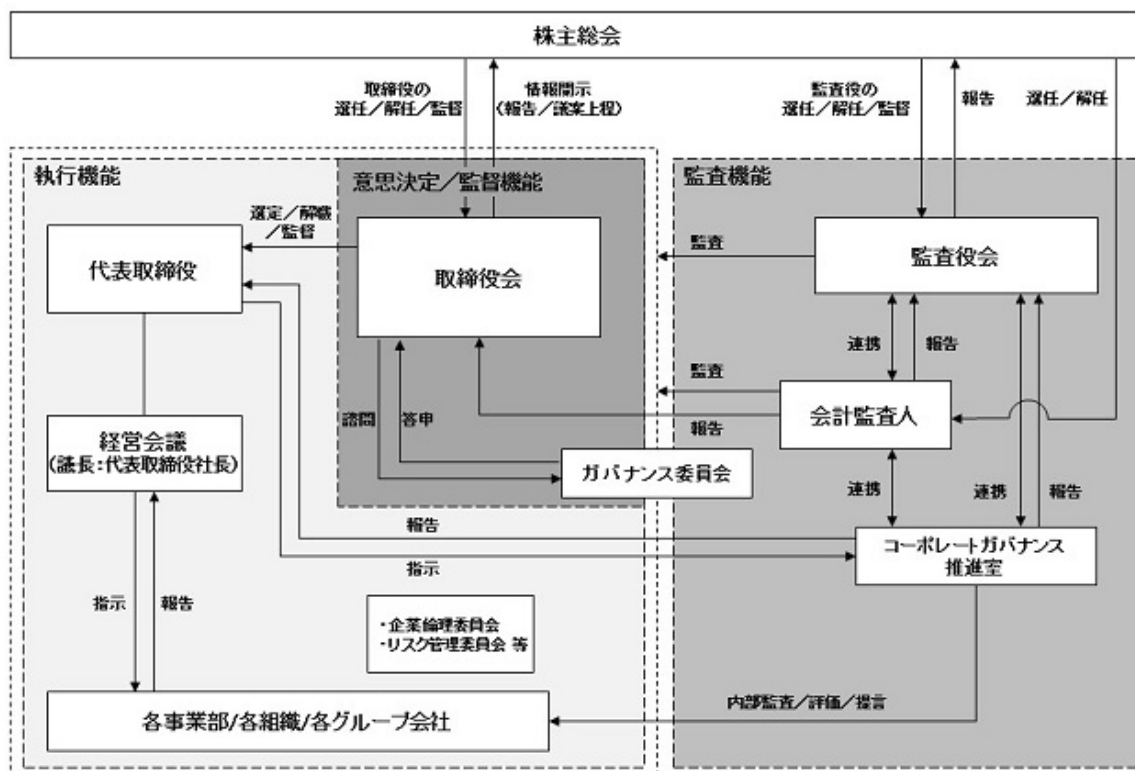 株主総会
取締役の
選任／解任／監督
情報開示
(報告／議案上程)
監査役の
選任／解任／監督
報告
選任／解任
執行機能
意思決定／監督機能
監査機能
選定／解職
／監督
代表取締役
取締役会
監査
監査役会
連携
報告
監査
会計監査人
報告
諮問
答申
経営会議
(議長：代表取締役社長)
ガバナンス委員会
連携
連携
報告
報告
指示
コーポレートガバナンス
推進室
指示
報告
・企業倫理委員会
・リスク管理委員会 等
内部監査／評価／提言
各事業部/各組織/各グループ会社